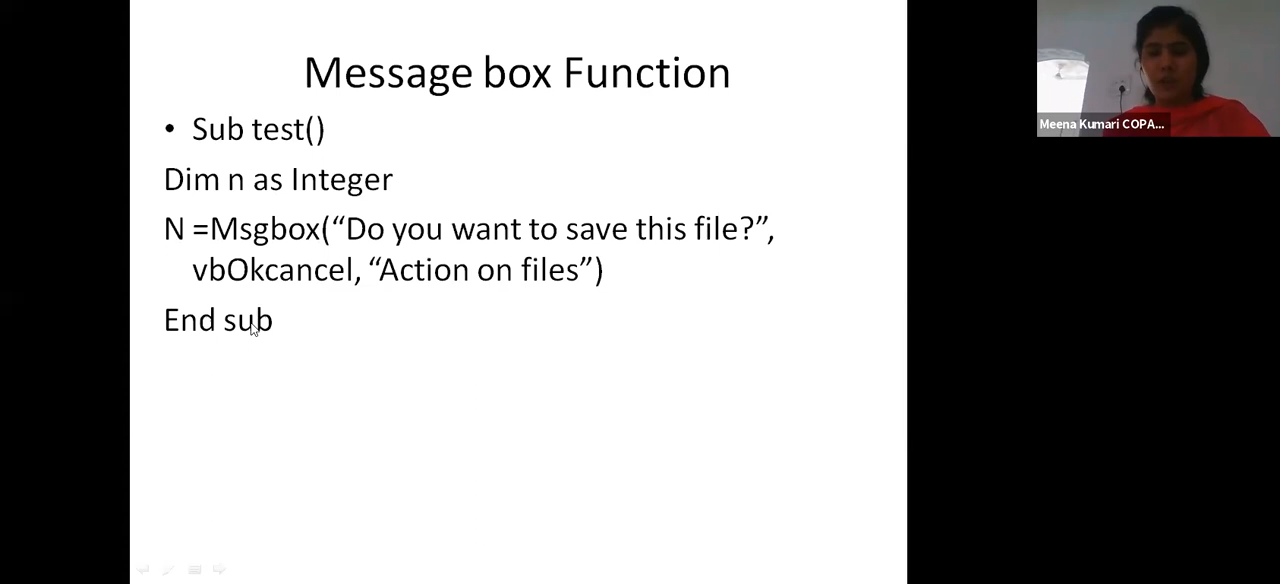 Message box Function
• Sub test()
Dim n as Integer
N =Msgbox(“Do you want to save this file?”,
vbOkcancel, “Action on files”)
End sub
Meena Kumari COPA...